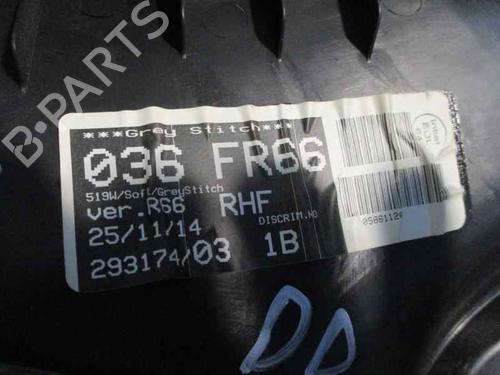 B-PARTS
***Grey Stitch***
036 FR66
519W/Soft/GreyStitch
ver.R66 RHF
25/11/14 DISCRIM.NO
293174/03 1B
05861120
DD